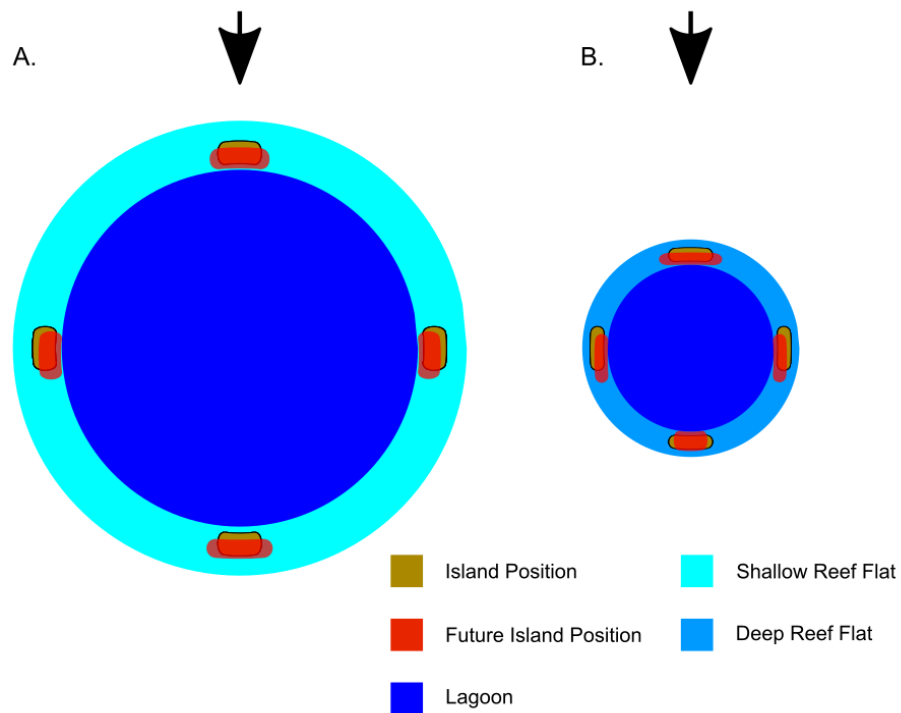 A.
B.
Island Position
Shallow Reef Flat
Future Island Position
Deep Reef Flat
Lagoon